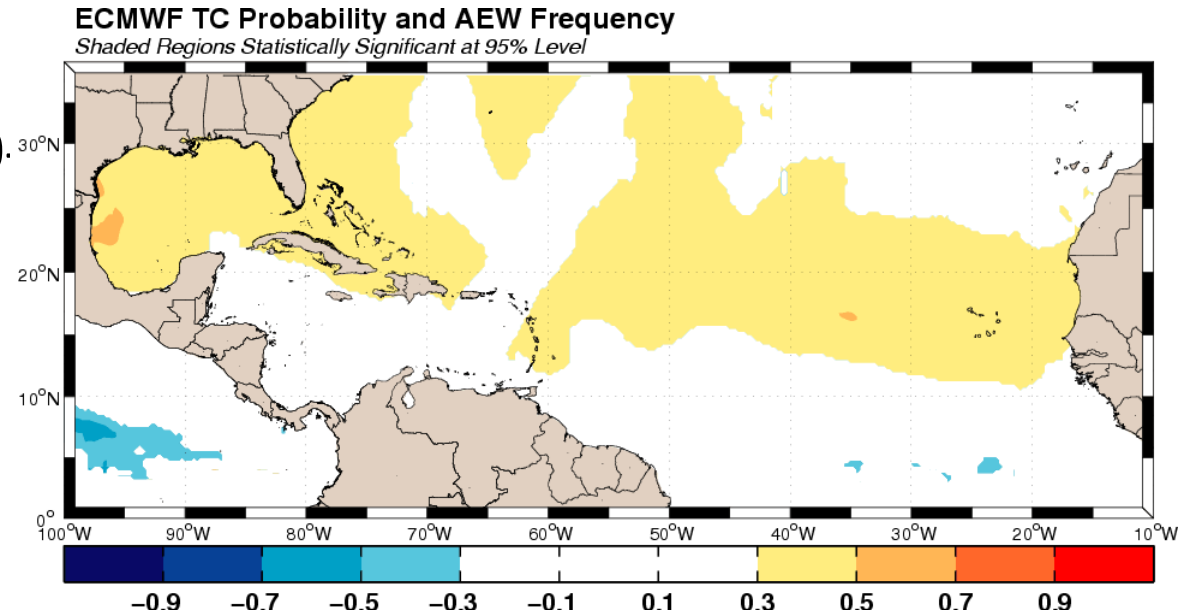 ECMWF TC Probability and AEW Frequency
Shaded Regions Statistically Significant at 95% Level
).
30°N
20°N
10°N
0°
100°W 90°W 80°W 70°W 60°W 50°W 40°W 30°W 20°W 10°W
−0.9 −0.7 −0.5 −0.3 −0.1 0.1 0.3 0.5 0.7 0.9